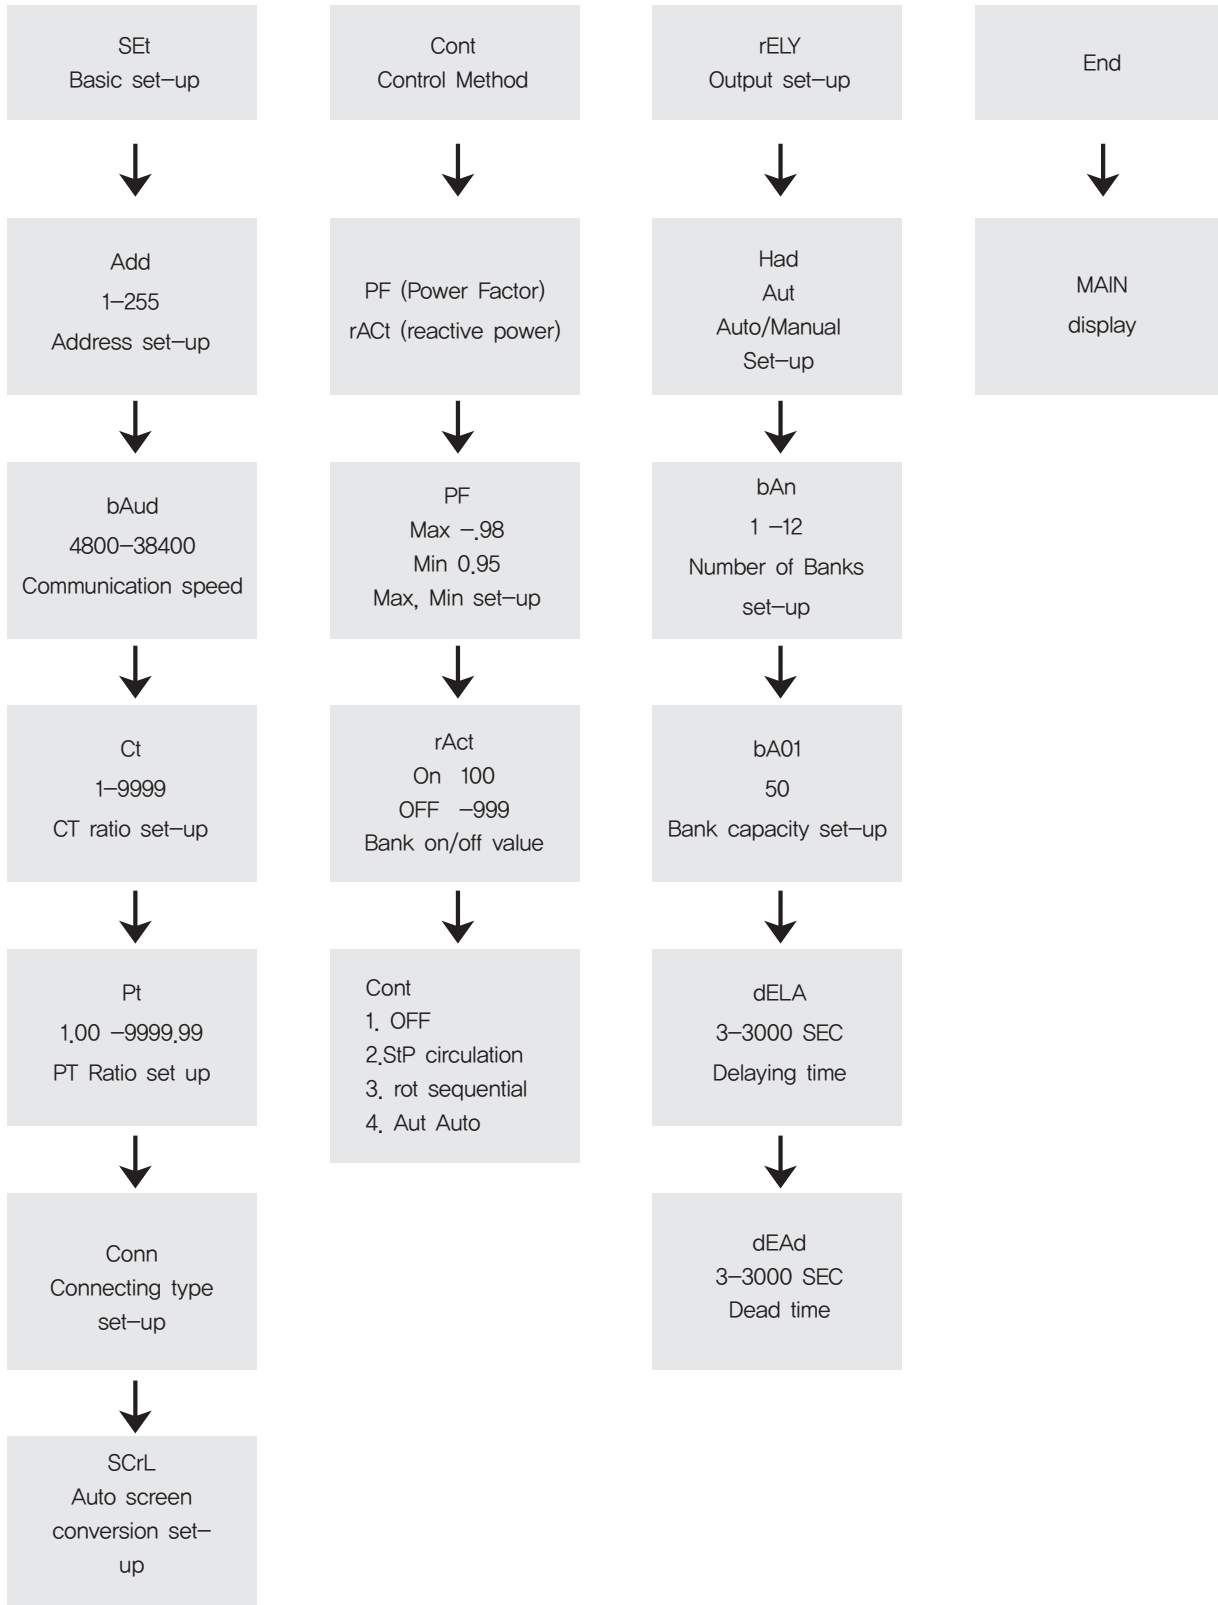 SEt
Basic set-up
Add
1-255
Address set-up
bAud
4800-38400
Communication speed
Ct
1-9999
CT ratio set-up
Pt
1.00 -9999.99
PT Ratio set up
Conn
Connecting type
set-up
SCrL
Auto screen
conversion set-
up
Cont
Control Method
PF (Power Factor)
rACt (reactive power)
PF
Max -.98
Min 0.95
Max, Min set-up
rAct
On 100
OFF -999
Bank on/off value
Cont
1. OFF
2.StP circulation
3. rot sequential
4. Aut Auto
rELY
Output set-up
Had
Aut
Auto/Manual
Set-up
bAn
1 -12
Number of Banks
set-up
bA01
50
Bank capacity set-up
dELA
3-3000 SEC
Delaying time
dEAd
3-3000 SEC
Dead time
End
MAIN
display